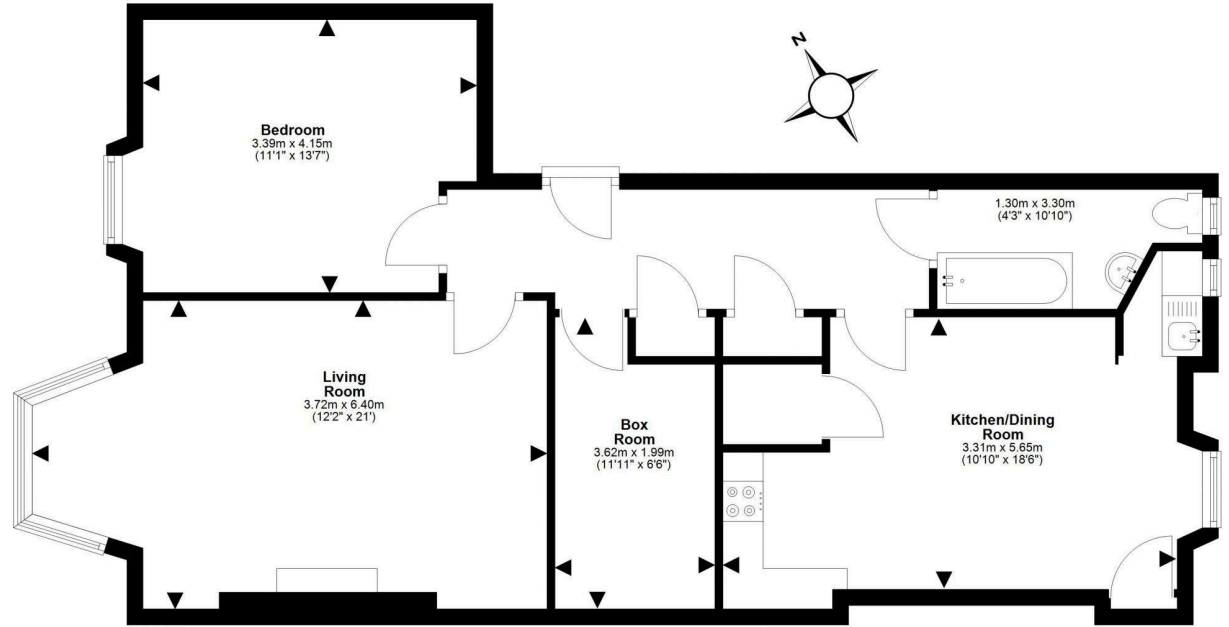 N
Bedroom
3.39m x 4.15m
(11'1" x 13'7")
1.30m x 3.30m
(4'3" x 10'10")
Living
Room
3.72m x 6.40m
(12'2" x 21')
Box
Room
3.62m x 1.99m
(11'11" x 6'6")
Kitchen/Dining
Room
3.31m x 5.65m
(10'10" x 18'6")